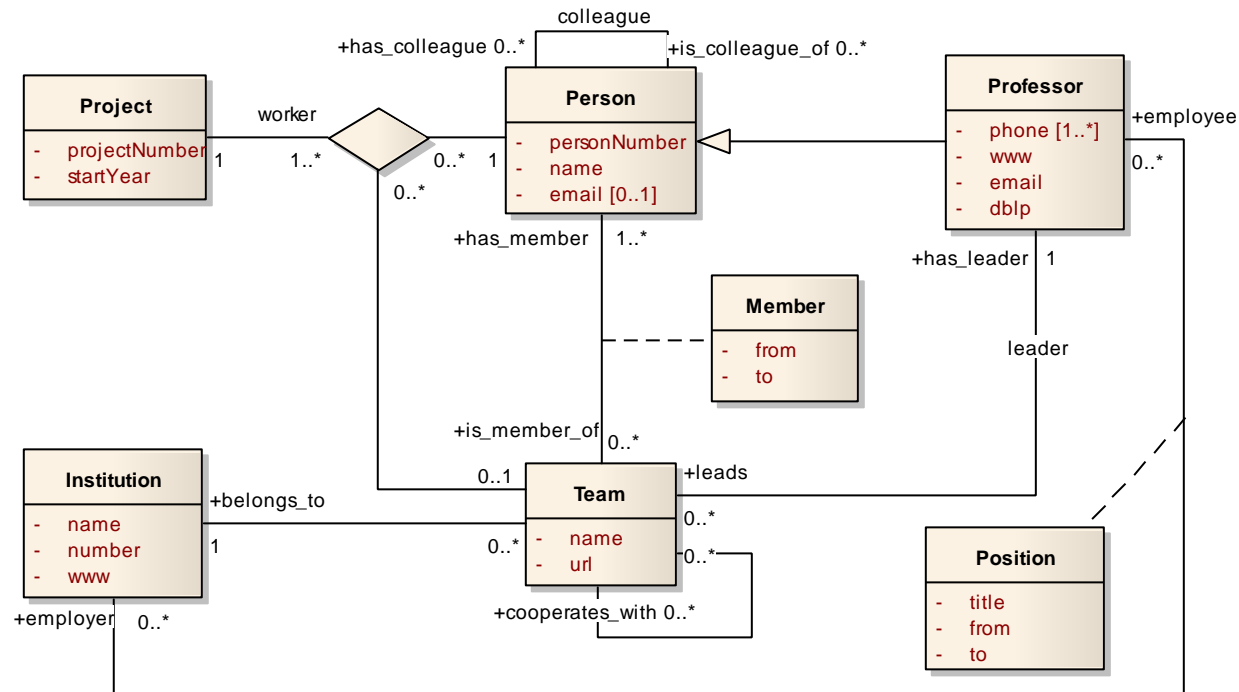 colleague
+has_colleague 0..*
+is_colleague_of 0..*
Project
- projectNumber
- startYear
worker
1
1..*
0..*
1
0..*
Person
- personNumber
- name
- email [0..1]
Professor
- phone [1..*]
- www
- email
- dblp
+employee
0..*
+has_member
1..*
+has_leader
1
Member
- from
- to
leader
+is_member_of
0..*
Institution
- name
- number
- www
+belongs_to
1
0..1
0..*
Team
- name
- url
+leads
0..*
0..*
+cooperates_with 0..*
Position
- title
- from
- to
+employer
0..*